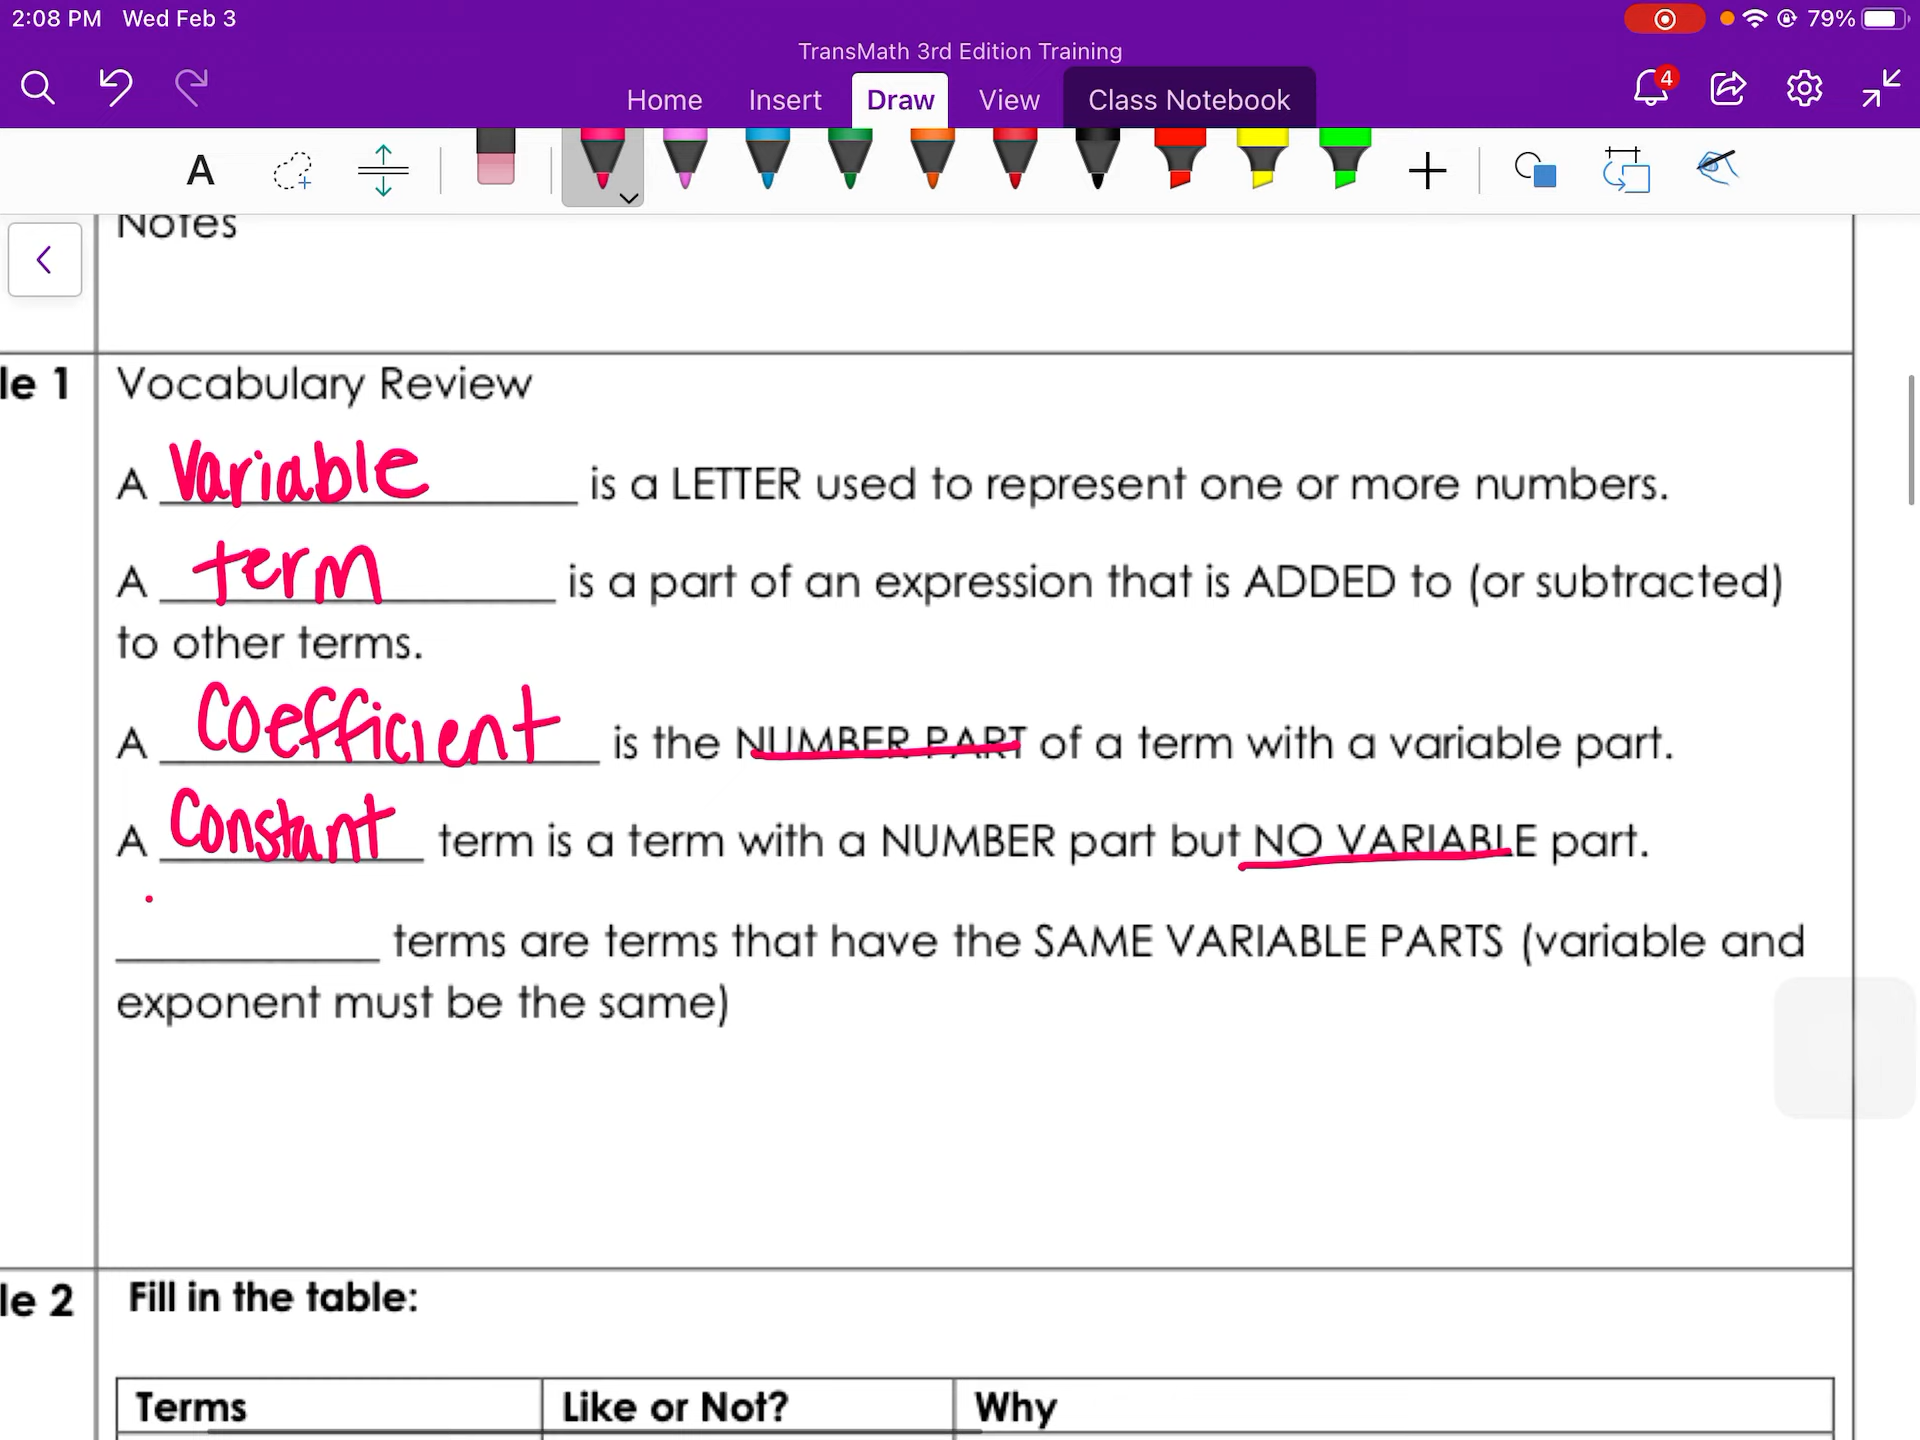 2:08 PM Wed Feb 3
79%
TransMath 3rd Edition Training
Home Insert Draw View Class Notebook
4
A
Notes
le 1
Vocabulary Review
A Variable is a LETTER used to represent one or more numbers.
A term is a part of an expression that is ADDED to (or subtracted)
to other terms.
A Coefficient is the NUMBER PART of a term with a variable part.
A Constant term is a term with a NUMBER part but NO VARIABLE part.
__________ terms are terms that have the SAME VARIABLE PARTS (variable and
exponent must be the same)
le 2
Fill in the table:
Terms Like or Not? Why